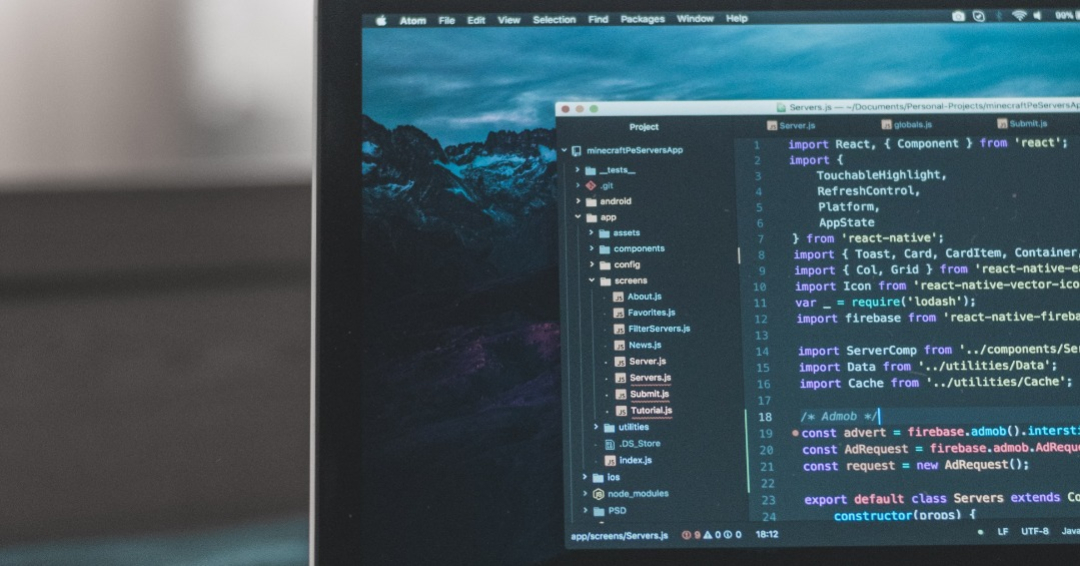 Atom File Edit View Selection Find Packages Window Help 90%
Servers.js — ~/Documents/Personal-Projects/minecraftPeServersAp
Project
Server.js globals.js Submit.js
minecraftPeServersApp
__tests__
.git
android
app
assets
components
config
screens
About.js
Favorites.js
FilterServers.js
News.js
Server.js
Servers.js
Submit.js
Tutorial.js
utilities
.DS_Store
index.js
ios
node_modules
PSD
1 import React, { Component } from 'react';
2 import {
3 TouchableHighlight,
4 RefreshControl,
5 Platform,
6 AppState
7 } from 'react-native';
8 import { Toast, Card, CardItem, Container,
9 import { Col, Grid } from 'react-native-e
10 import Icon from 'react-native-vector-ico
11 var _ = require('lodash');
12 import firebase from 'react-native-fireba
13
14 import ServerComp from '../components/Se
15 import Data from '../utilities/Data';
16 import Cache from '../utilities/Cache';
17
18 /* Admob */
19 const advert = firebase.admob().intersti
20 const AdRequest = firebase.admob.AdReque
21 const request = new AdRequest();
22
23 export default class Servers extends Co
24 constructor(props) {
app/screens/Servers.js 9 0 0 18:12 LF UTF-8 Java